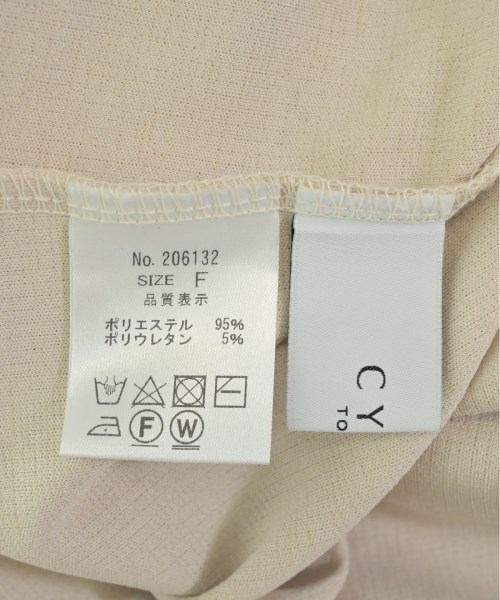 No. 206132
SIZE F
品質表示
ポリエステル 95%
ポリウレタン 5%
F W
CY
TO